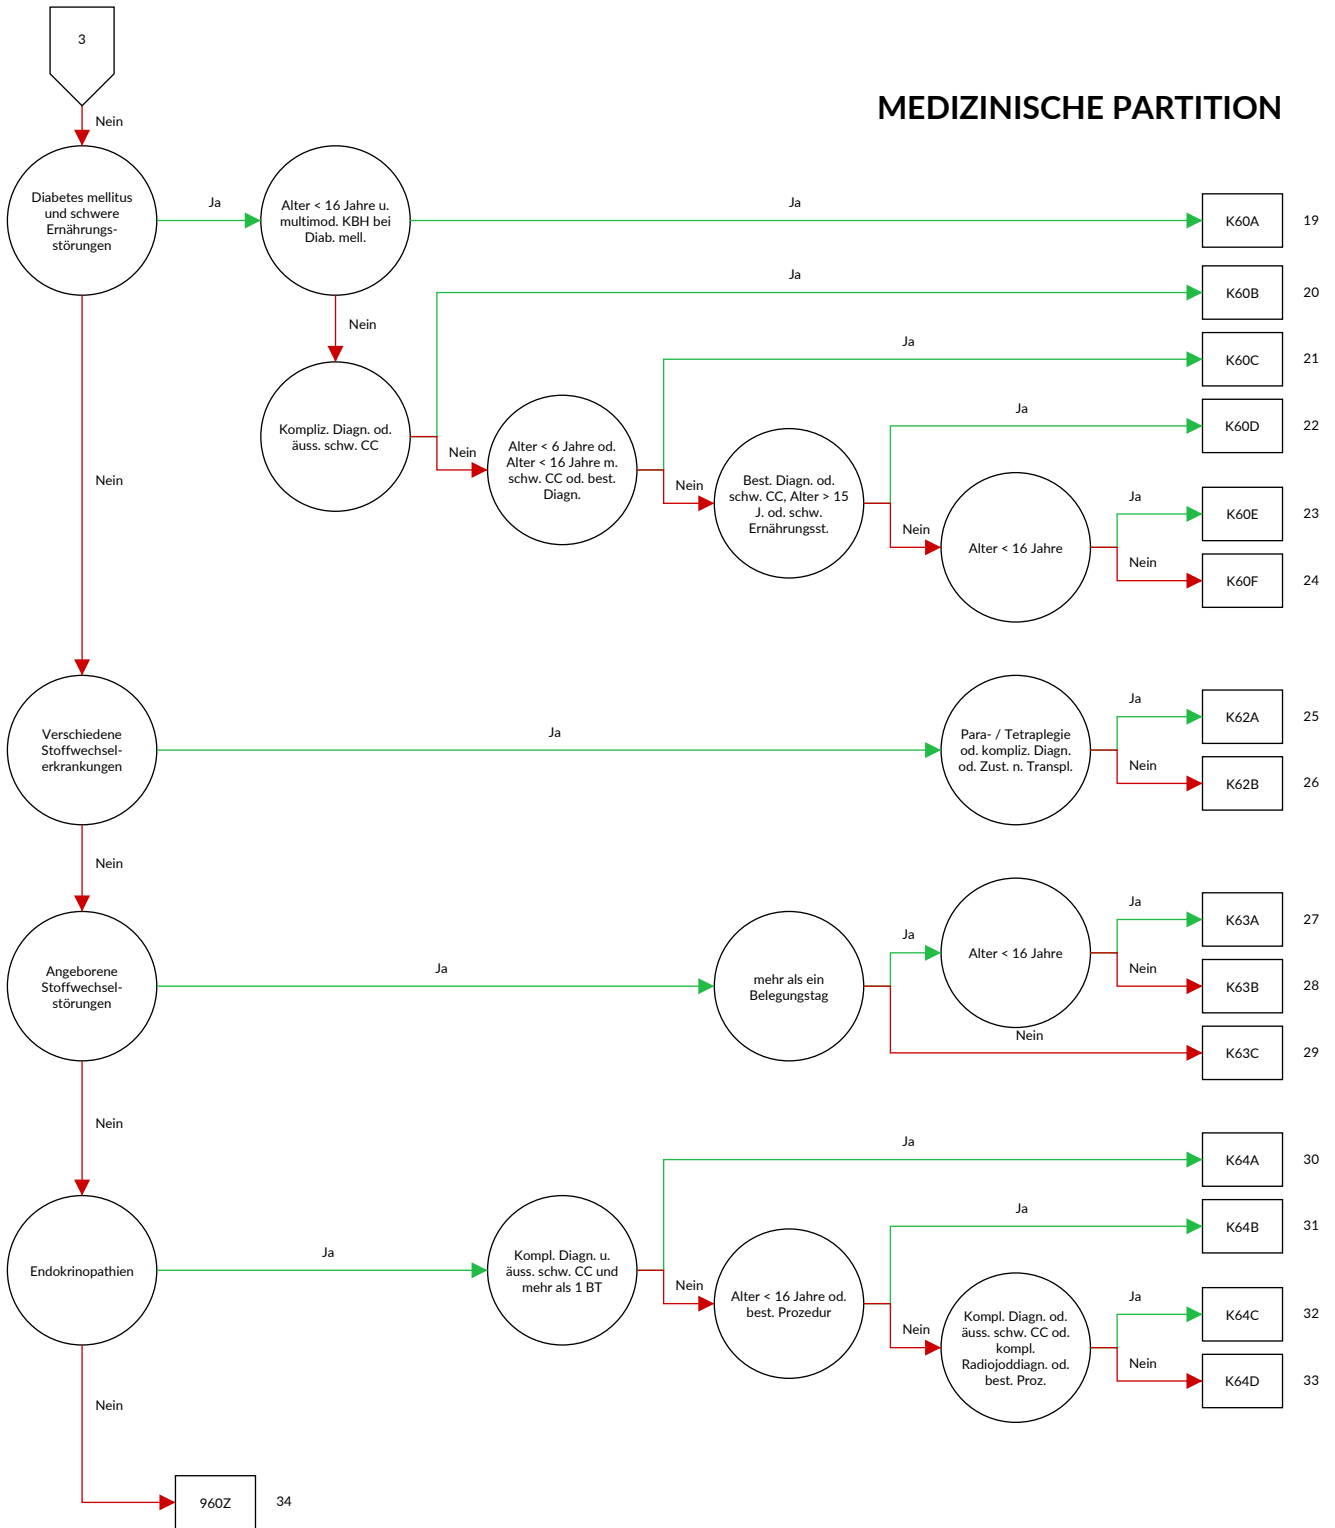 3
MEDIZINISCHE PARTITION
Nein
Diabetes mellitus
und schwere
Ernährungs-
störungen
Ja
Alter < 16 Jahre u.
multimod. KBH bei
Diab. mell.
Ja
K60A
19
Ja
K60B
20
Nein
Ja
K60C
21
Kompliz. Diagn. od.
äuss. schw. CC
Nein
Alter < 6 Jahre od.
Alter < 16 Jahre m.
schw. CC od. best.
Diagn.
Ja
K60D
22
Nein
Nein
Best. Diagn. od.
schw. CC, Alter > 15
J. od. schw.
Ernährungsst.
Nein
Alter < 16 Jahre
Ja
K60E
23
Nein
K60F
24
Verschiedene
Stoffwechsel-
erkrankungen
Ja
Para- / Tetraplegie
od. kompliz. Diagn.
od. Zust. n. Transpl.
Ja
K62A
25
Nein
K62B
26
Nein
Angeborene
Stoffwechsel-
störungen
Ja
mehr als ein
Belegungstag
Ja
Alter < 16 Jahre
Ja
K63A
27
Nein
K63B
28
Nein
K63C
29
Nein
Ja
K64A
30
Endokrinopathien
Ja
Kompl. Diagn. u.
äuss. schw. CC und
mehr als 1 BT
Ja
K64B
31
Nein
Alter < 16 Jahre od.
best. Prozedur
Nein
Kompl. Diagn. od.
äuss. schw. CC od.
kompl.
Radiojoddiagn. od.
best. Proz.
Ja
K64C
32
Nein
K64D
33
Nein
960Z
34